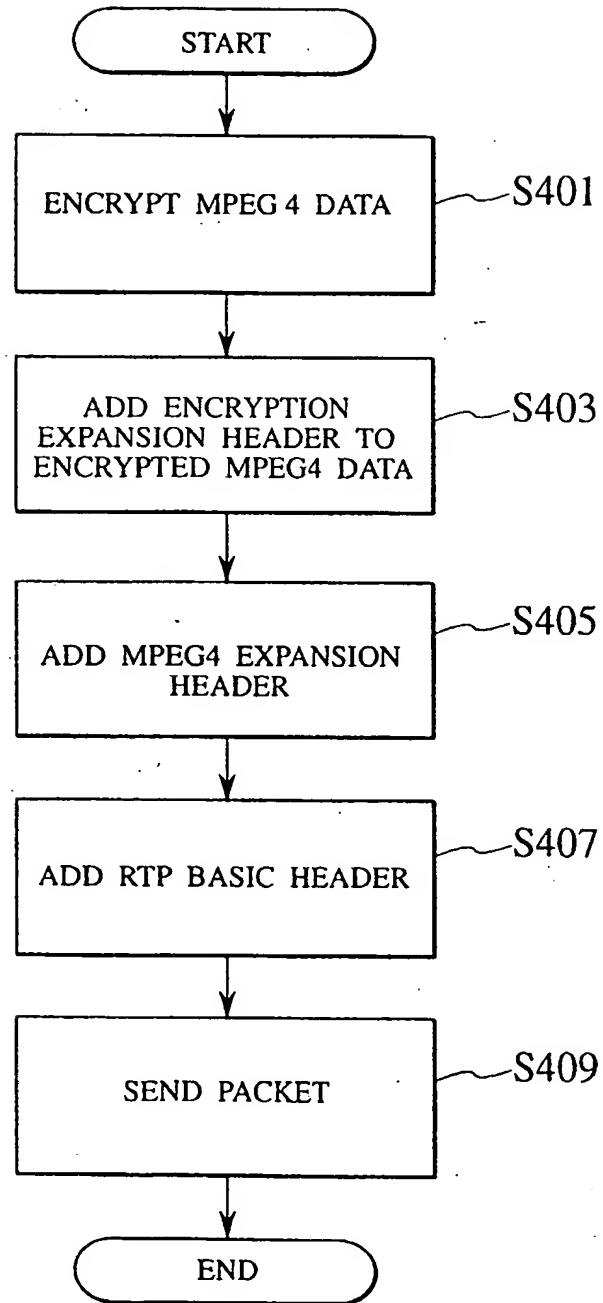 START
ENCRYPT MPEG 4 DATA
S401
ADD ENCRYPTION
EXPANSION HEADER TO
ENCRYPTED MPEG4 DATA
S403
ADD MPEG4 EXPANSION
HEADER
S405
ADD RTP BASIC HEADER
S407
SEND PACKET
S409
END